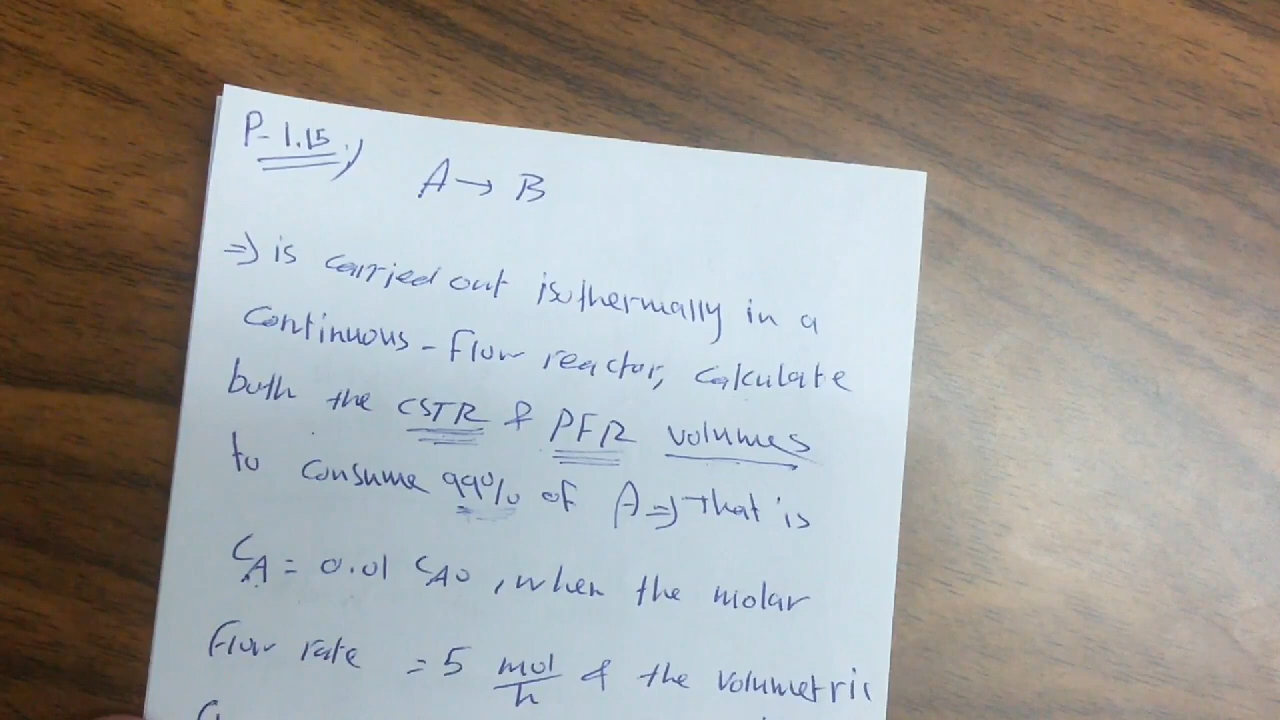 P-1.15)
A → B
⇒ is carried out isothermally in a
continuous-flow reactor, calculate
both the CSTR & PFR volumes
to consume 99% of A ⇒ That is
CA = 0.01 CA0, when the molar
flow rate = 5 mol/h & the volumetric